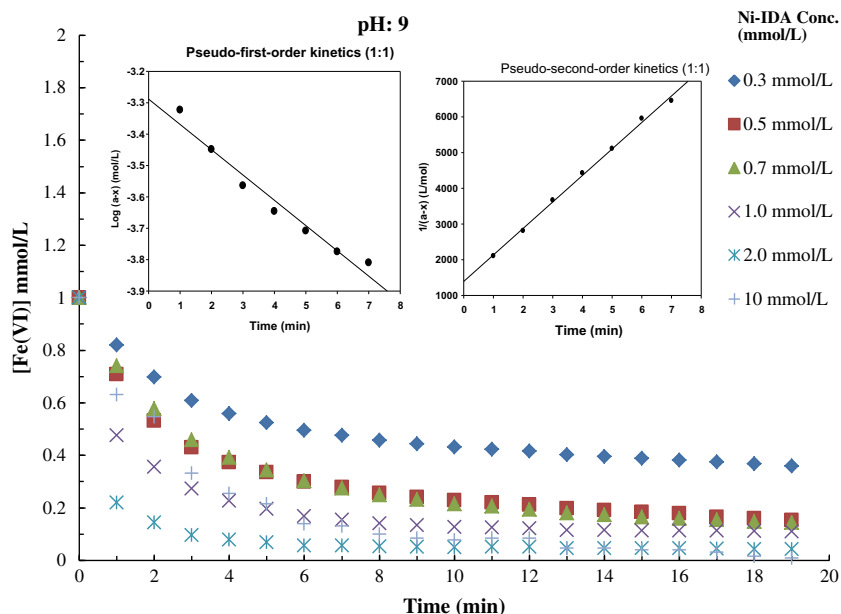 pH: 9
Ni-IDA Conc.
(mmol/L)
0.3 mmol/L
0.5 mmol/L
0.7 mmol/L
1.0 mmol/L
2.0 mmol/L
10 mmol/L
Pseudo-first-order kinetics (1:1)
Log (a-x) (mol/L)
-3.2
-3.3
-3.4
-3.5
-3.6
-3.7
-3.8
-3.9
0 1 2 3 4 5 6 7 8
Time (min)
Pseudo-second-order kinetics (1:1)
1/(a-x) (L/mol)
7000
6000
5000
4000
3000
2000
1000
0 1 2 3 4 5 6 7 8
Time (min)
[Fe(VI)] mmol/L
2
1.8
1.6
1.4
1.2
1
0.8
0.6
0.4
0.2
0
0 2 4 6 8 10 12 14 16 18 20
Time (min)